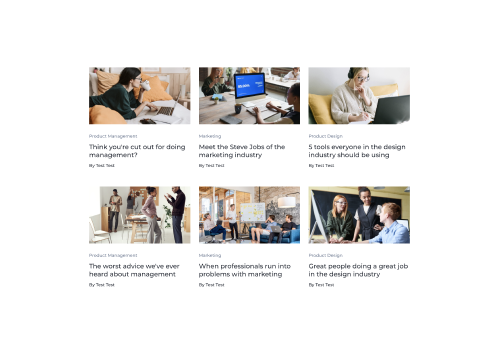 Product Management
Think you're cut out for doing
management?
By Test Test
Marketing
Meet the Steve Jobs of the
marketing industry
By Test Test
Product Design
5 tools everyone in the design
industry should be using
By Test Test
Product Management
The worst advice we've ever
heard about management
By Test Test
Marketing
When professionals run into
problems with marketing
By Test Test
Product Design
Great people doing a great job
in the design industry
By Test Test